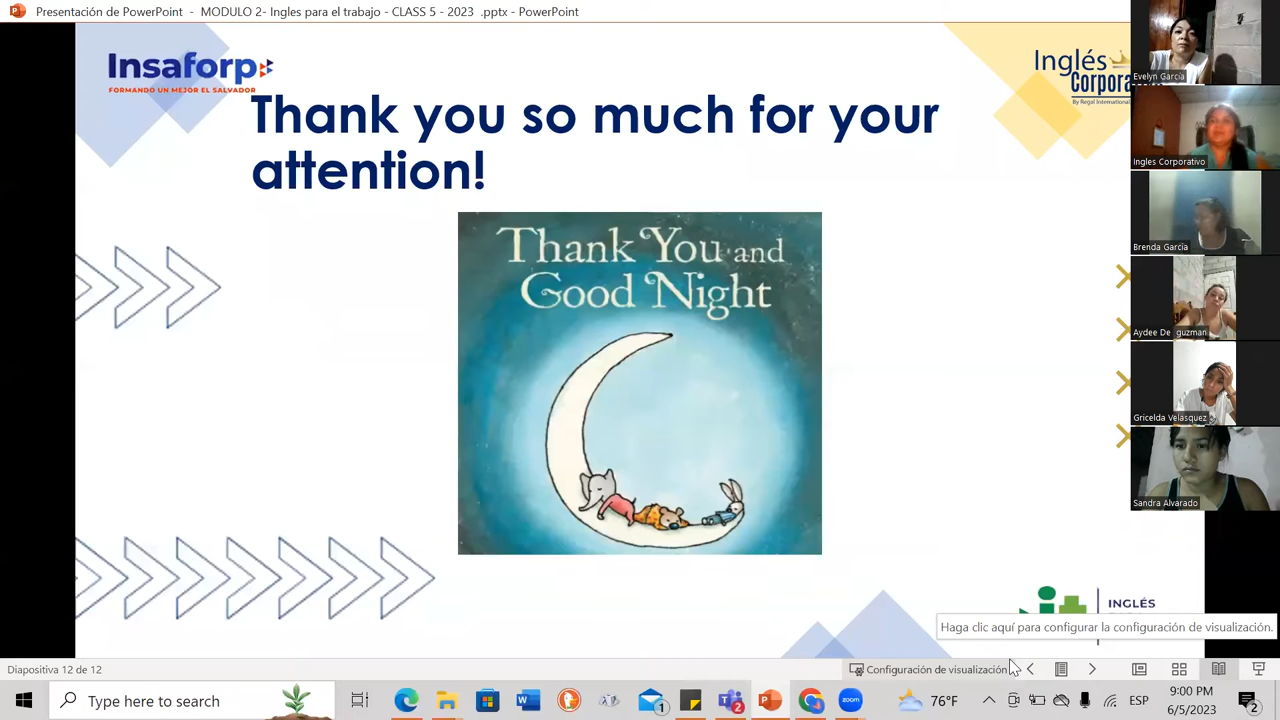 Presentación de PowerPoint - MODULO 2- Ingles para el trabajo - CLASS 5 - 2023 .pptx - PowerPoint
Insaforp
FORMANDO UN MEJOR EL SALVADOR
Inglés
By Regal International
Thank you so much for your
attention!
Thank You and
Good Night
Evelyn García
Ingles Corporativo
Brenda García
Aydee De guzman
Gricelda Velasquez
Sandra Alvarado
INGLÉS
Haga clic aquí para configurar la configuración de visualización.
Diapositiva 12 de 12
Configuración de visualización
Type here to search
76°F
ESP
9:00 PM
6/5/2023